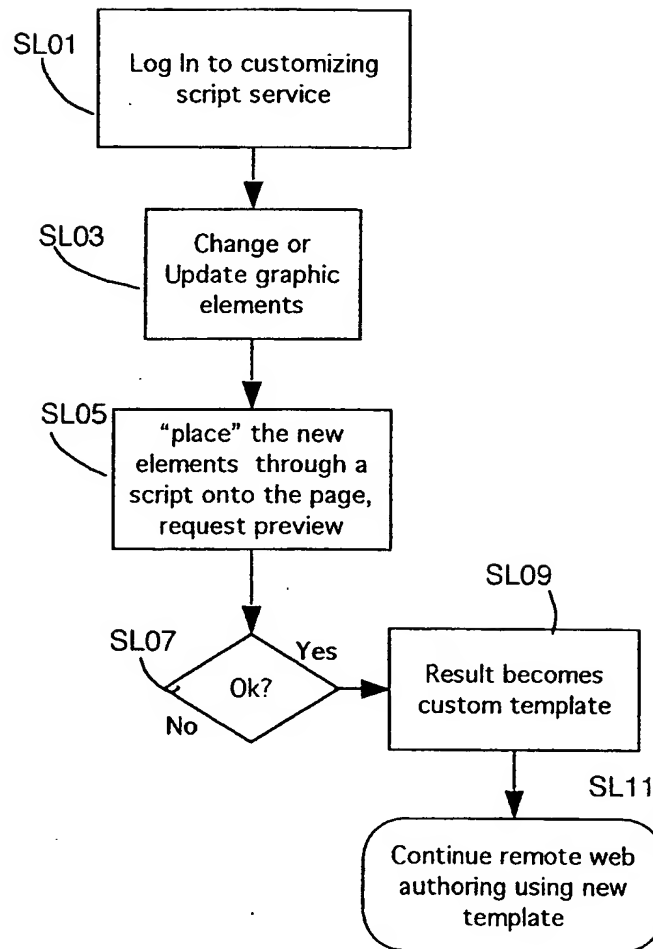 SL01
Log In to customizing
script service
SL03
Change or
Update graphic
elements
SL05
“place” the new
elements through a
script onto the page,
request preview
SL09
SL07
Yes
Ok?
No
Result becomes
custom template
SL11
Continue remote web
authoring using new
template